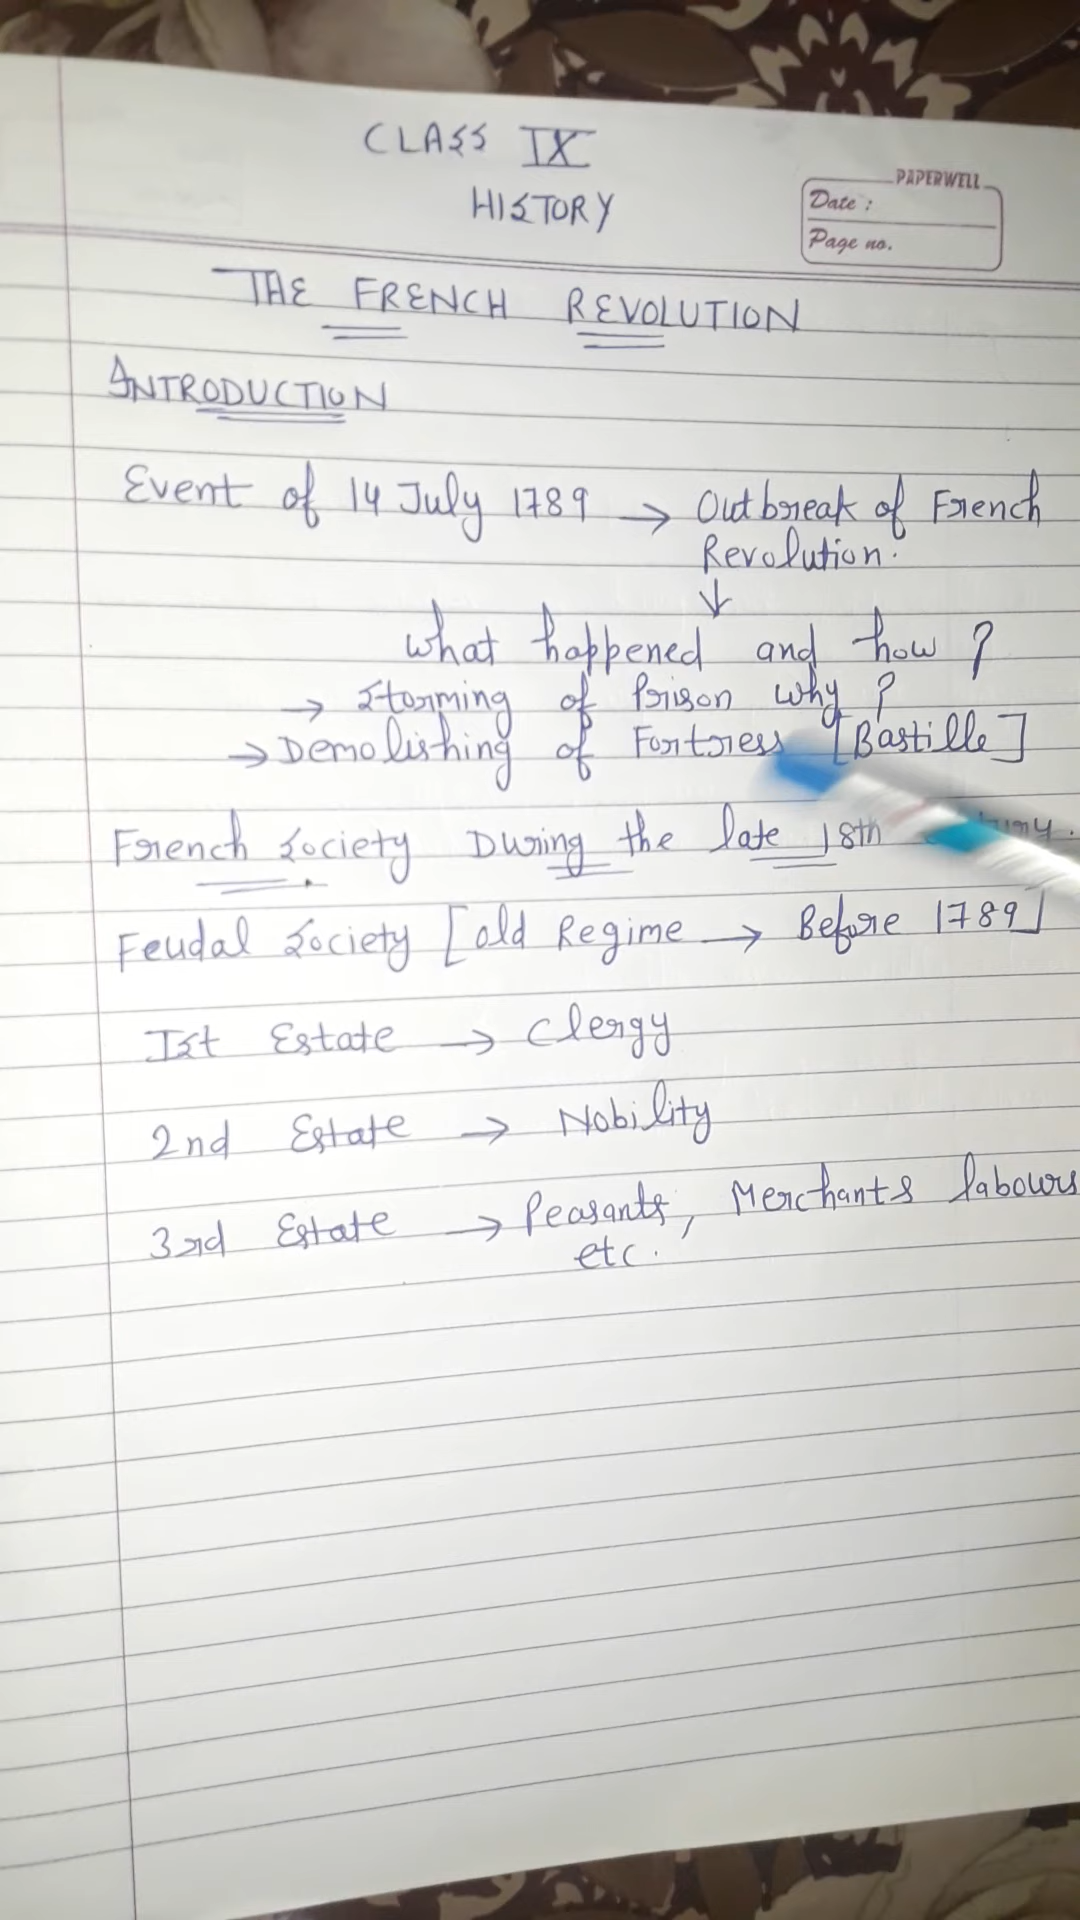 CLASS IX
HISTORY
PAPERWELL
Date :
Page no.
THE FRENCH REVOLUTION
INTRODUCTION
Event of 14 July 1789 → Outbreak of French
Revolution.
↓
What happened and how ?
→ Storming of Prison why ?
→ Demolishing of Fortress [Bastille]
French Society During the late 18th
Feudal Society [old Regime → Before 1789]
Ist Estate → Clergy
2nd Estate → Nobility
3rd Estate → Peasants, Merchants labours
etc.